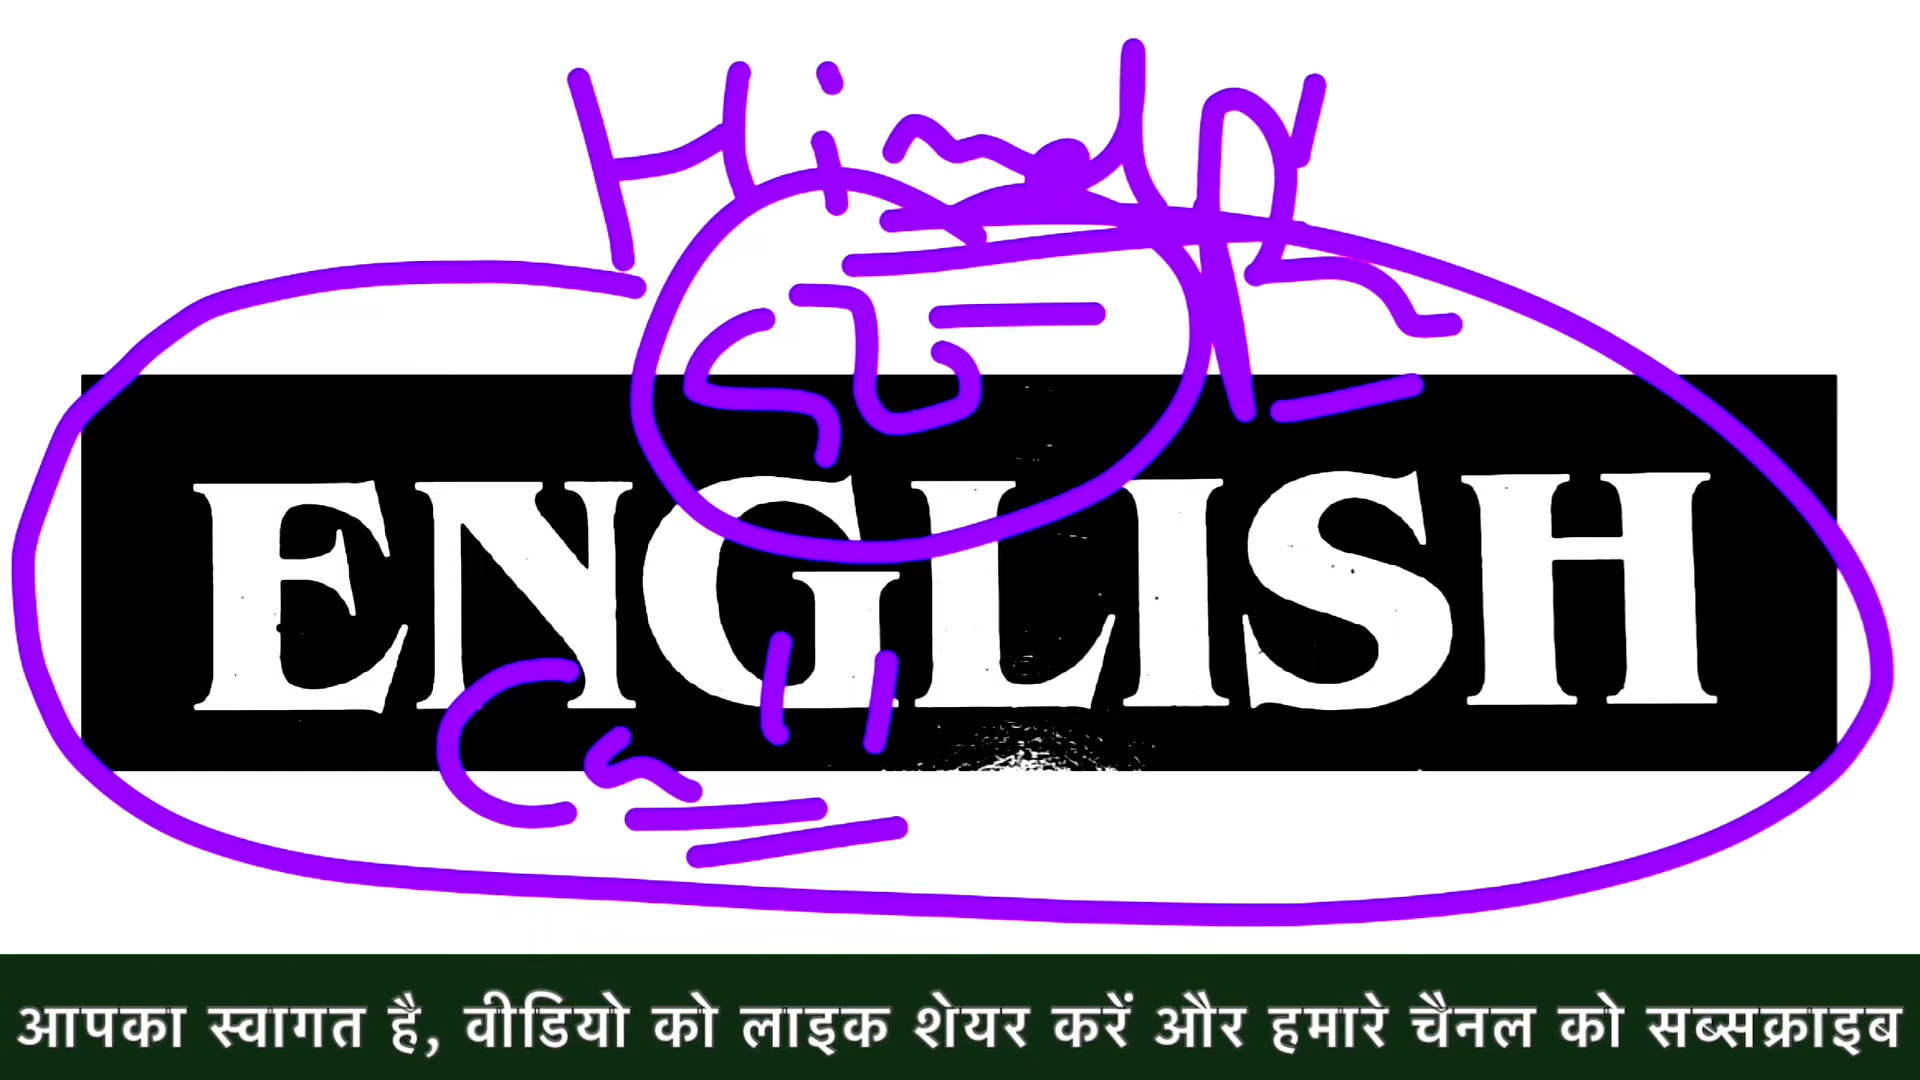 Hindi
ENGLISH
आपका स्वागत है, वीडियो को लाइक शेयर करें और हमारे चैनल को सब्सक्राइब